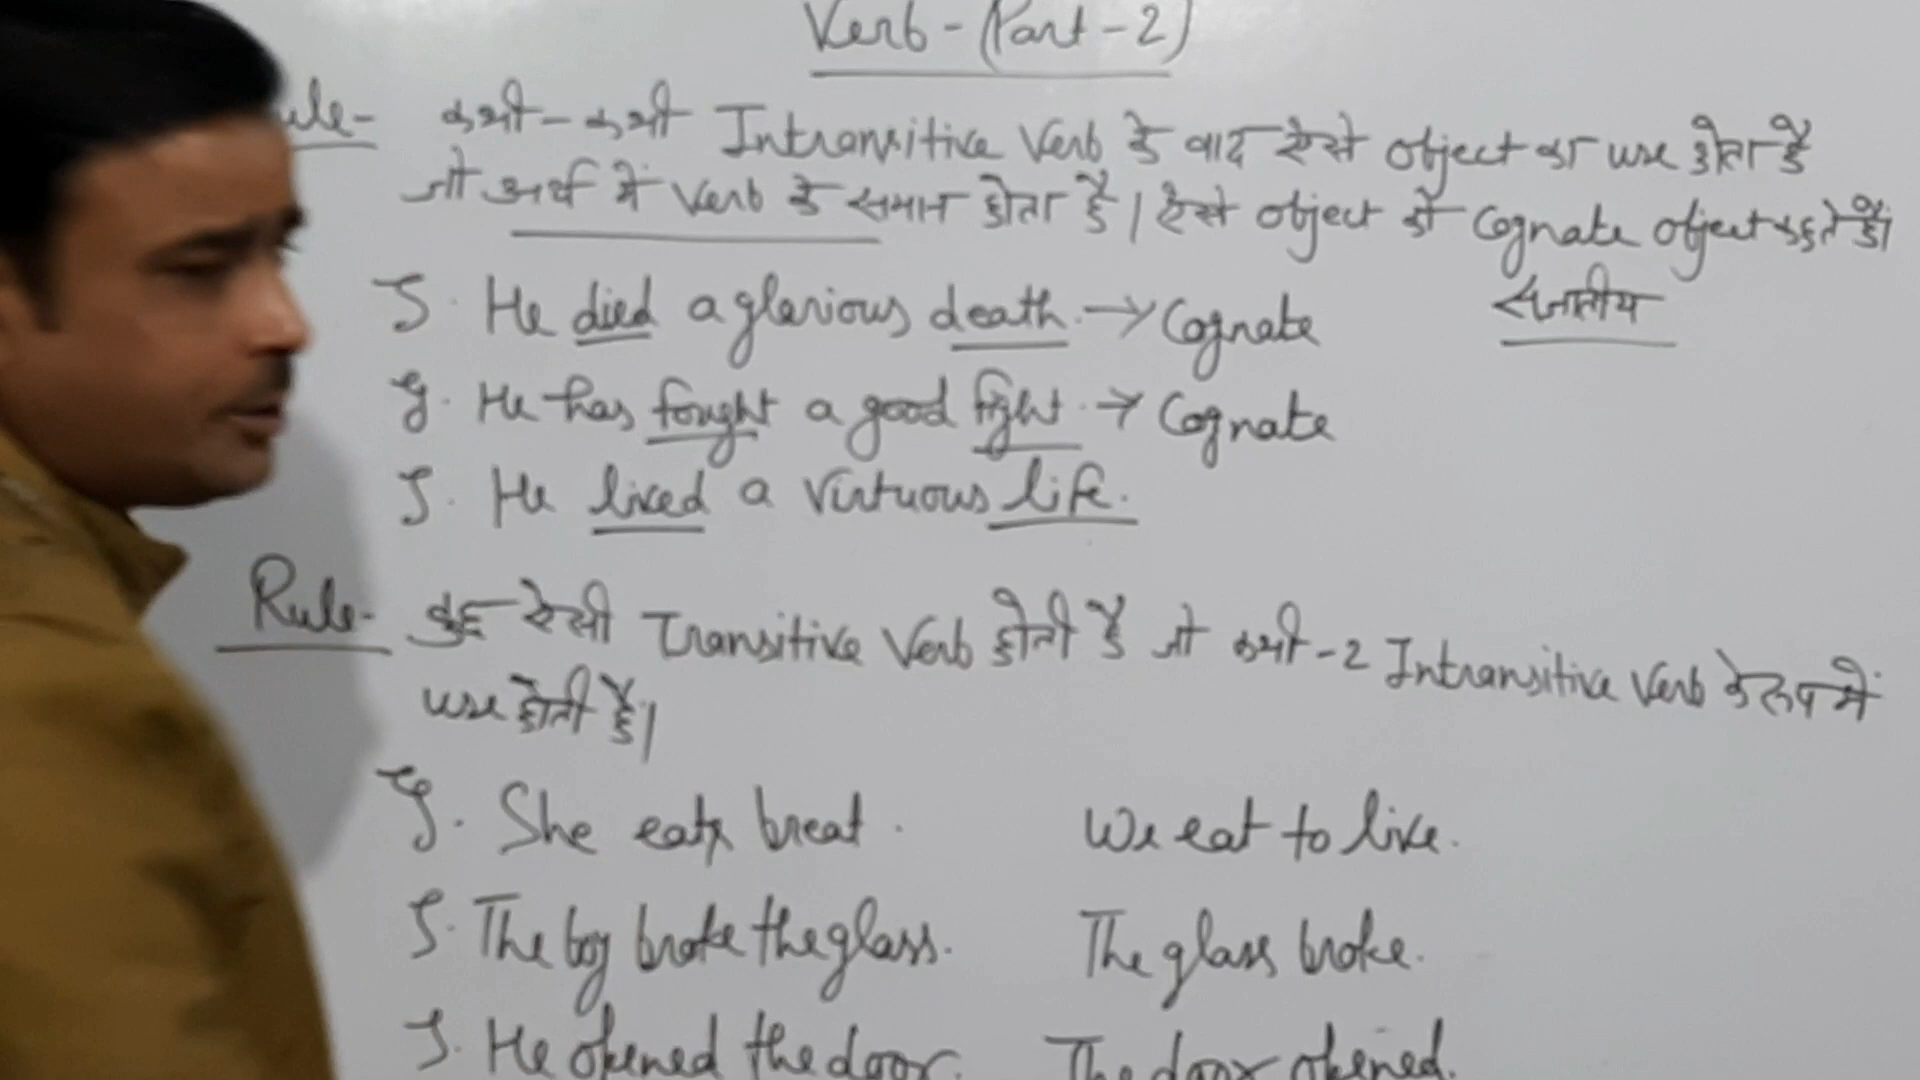 Verb - (Part - 2)
Rule- कभी - कभी Intransitive Verb के बाद ऐसे object का use होता है
जो अर्थ में Verb के समान होता है। ऐसे object को Cognate object कहते हैं।
सजातीय
He died a glorious death. → Cognate
He has fought a good fight. → Cognate
He lived a virtuous life.
Rule- कुछ ऐसी Transitive Verb होती है जो कभी-2 Intransitive Verb के रूप में
use होती है।
She eats breat. We eat to live.
The boy broke the glass. The glass broke.
He opened the door. The door opened.